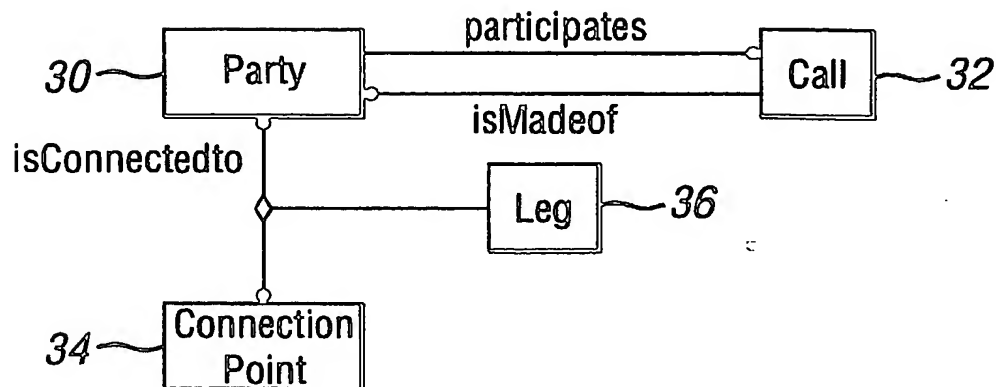 participates
30
Party
Call
32
isMadeof
isConnectedto
Leg
36
34
Connection
Point